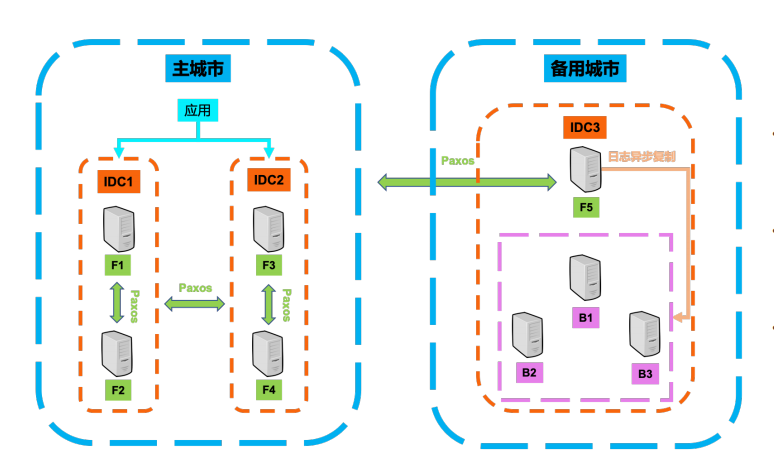 主城市
应用
IDC1
IDC2
F1
F3
Paxos
Paxos
Paxos
F2
F4
Paxos
备用城市
IDC3
日志异步复制
F5
B1
B2
B3